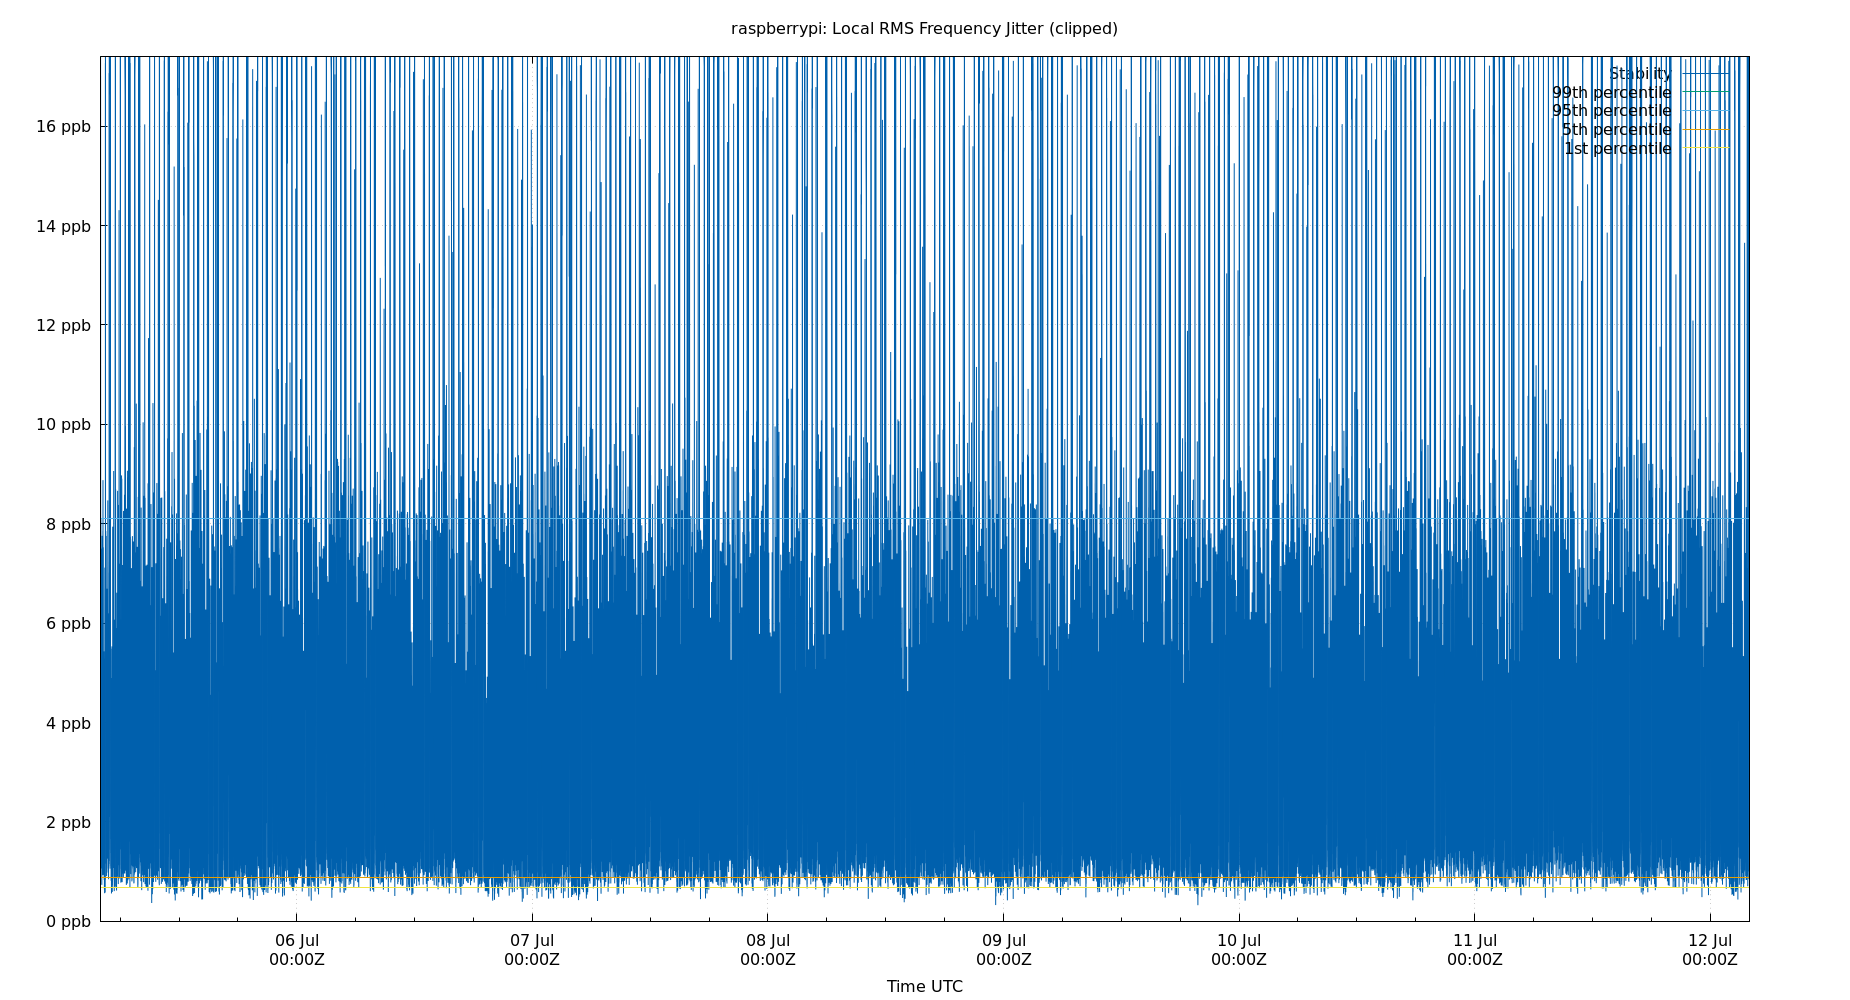 raspberrypi: Local RMS Frequency Jitter (clipped)
Stability
99th percentile
95th percentile
5th percentile
1st percentile
16 ppb
14 ppb
12 ppb
10 ppb
8 ppb
6 ppb
4 ppb
2 ppb
0 ppb
06 Jul 07 Jul 08 Jul 09 Jul 10 Jul 11 Jul 12 Jul
00:00Z 00:00Z 00:00Z 00:00Z 00:00Z 00:00Z 00:00Z
Time UTC